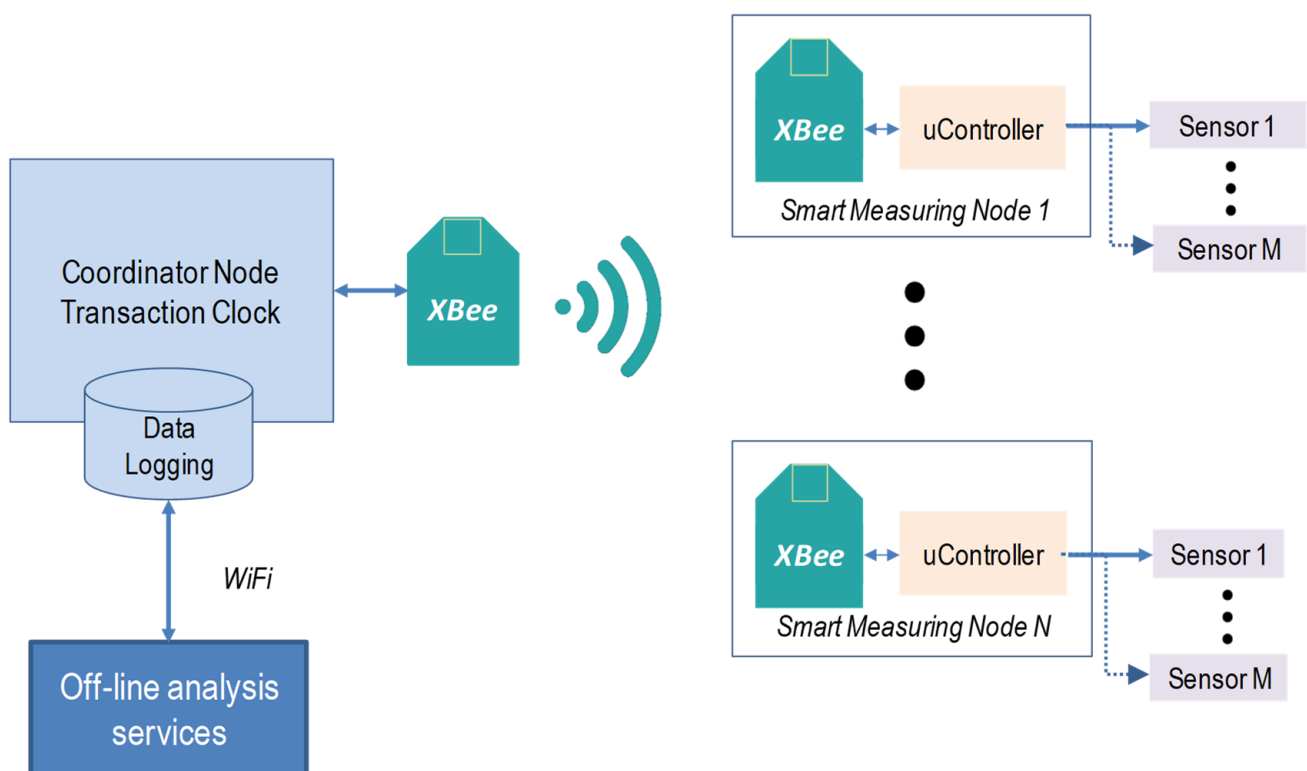 Coordinator Node
Transaction Clock
Data
Logging
WiFi
Off-line analysis
services
XBee
XBee
uController
Smart Measuring Node 1
Sensor 1
Sensor M
XBee
uController
Smart Measuring Node N
Sensor 1
Sensor M